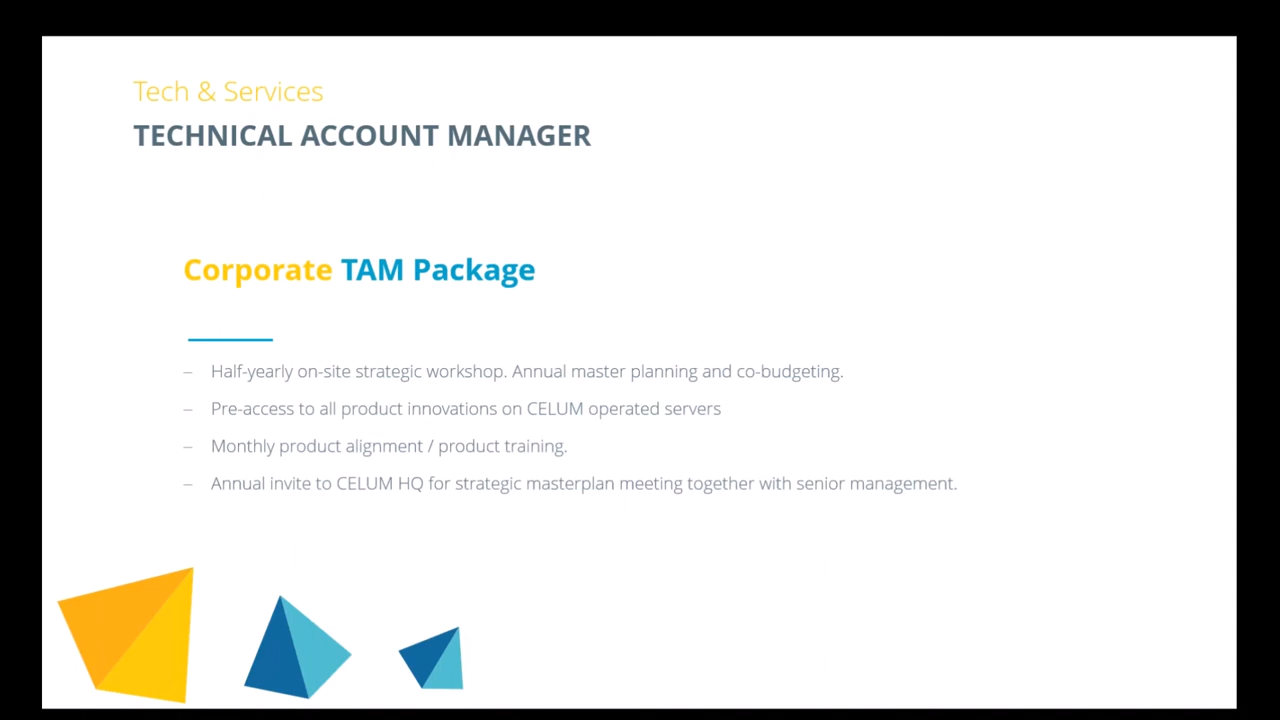 Tech & Services
TECHNICAL ACCOUNT MANAGER
Corporate TAM Package
– Half-yearly on-site strategic workshop. Annual master planning and co-budgeting.
– Pre-access to all product innovations on CELUM operated servers
– Monthly product alignment / product training.
– Annual invite to CELUM HQ for strategic masterplan meeting together with senior management.